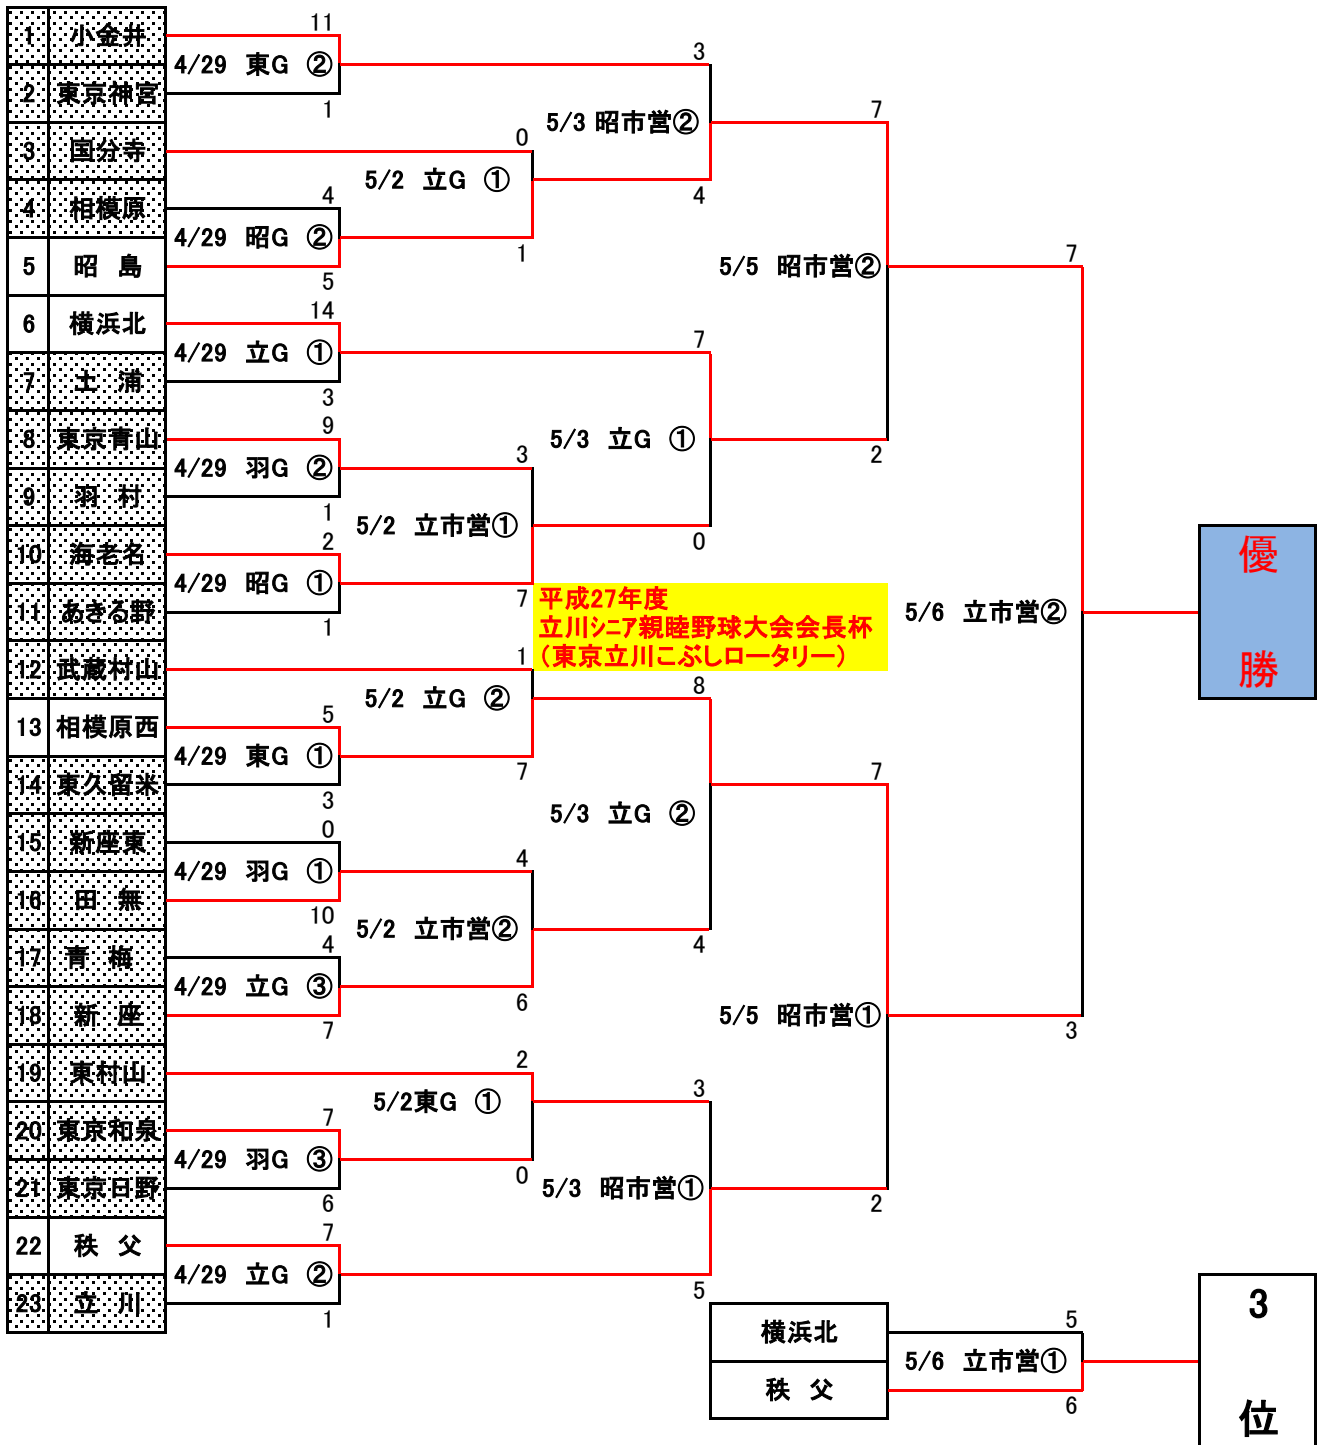 1 小金井
11
4/29 東G ②
2 東京神宮
1
3
5/3 昭市営②
7
3 国分寺
0
5/2 立G ①
4 相模原
4
4
4/29 昭G ②
1
5 昭 島
5
5/5 昭市営②
7
6 横浜北
14
4/29 立G ①
7
7 土 浦
3
8 東京青山
9
5/3 立G ①
2
4/29 羽G ②
3
9 羽 村
1
5/2 立市営①
0
10 海老名
2
4/29 昭G ①
7
11 あきる野
1
平成27年度
立川シニア親睦野球大会会長杯
(東京立川こぶしロータリー)
5/6 立市営②
優
勝
12 武蔵村山
1
5/2 立G ②
8
13 相模原西
5
4/29 東G ①
7
14 東久留米
3
5/3 立G ②
7
15 新座東
0
4/29 羽G ①
4
16 田 無
10
5/2 立市営②
4
17 青 梅
4
4/29 立G ③
6
18 新 座
7
5/5 昭市営①
3
19 東村山
2
5/2東G ①
3
20 東京和泉
7
4/29 羽G ③
0
21 東京日野
6
5/3 昭市営①
2
22 秩 父
7
4/29 立G ②
5
23 立 川
1
横浜北
5
5/6 立市営①
秩 父
6
3
位